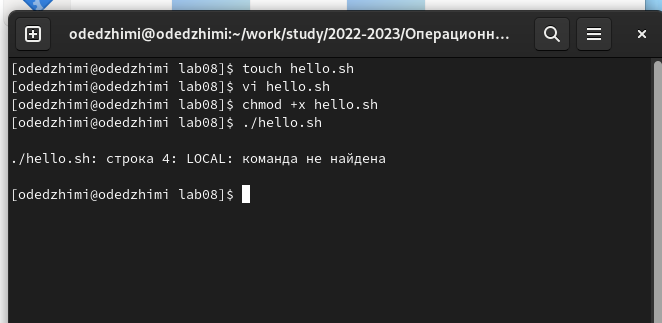 odedzhimi@odedzhimi:~/work/study/2022-2023/Операционн...
[odedzhimi@odedzhimi lab08]$ touch hello.sh
[odedzhimi@odedzhimi lab08]$ vi hello.sh
[odedzhimi@odedzhimi lab08]$ chmod +x hello.sh
[odedzhimi@odedzhimi lab08]$ ./hello.sh
./hello.sh: строка 4: LOCAL: команда не найдена
[odedzhimi@odedzhimi lab08]$